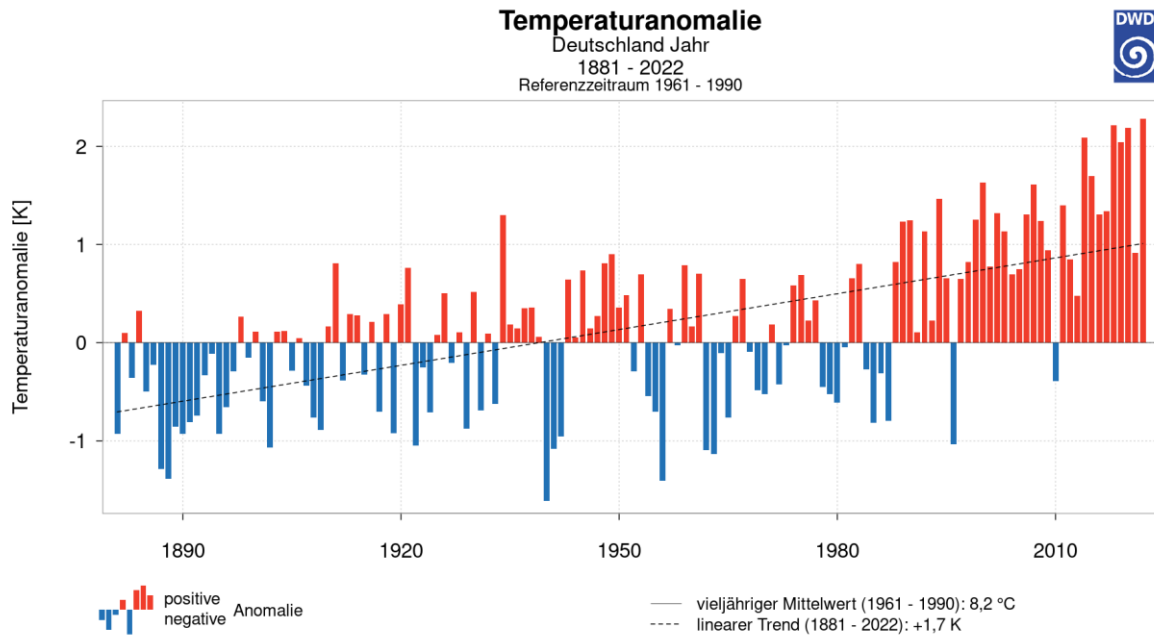 Temperaturanomalie
Deutschland Jahr
1881 - 2022
Referenzzeitraum 1961 - 1990
DWD
Temperaturanomalie [K]
2
1
0
-1
1890 1920 1950 1980 2010
positive
negative Anomalie
vieljähriger Mittelwert (1961 - 1990): 8,2 °C
linearer Trend (1881 - 2022): +1,7 K